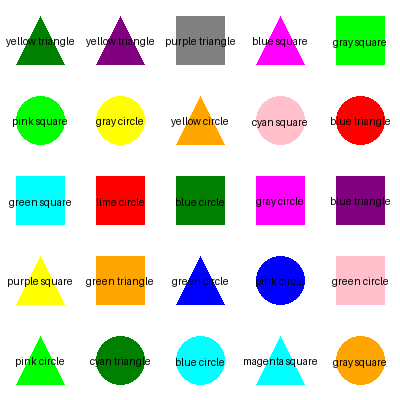 yellow triangle yellow triangle purple triangle blue square gray square
pink square gray circle yellow circle cyan square blue triangle
green square lime circle blue circle gray circle blue triangle
purple square green triangle green circle pink circle green circle
pink circle cyan triangle blue circle magenta square gray square